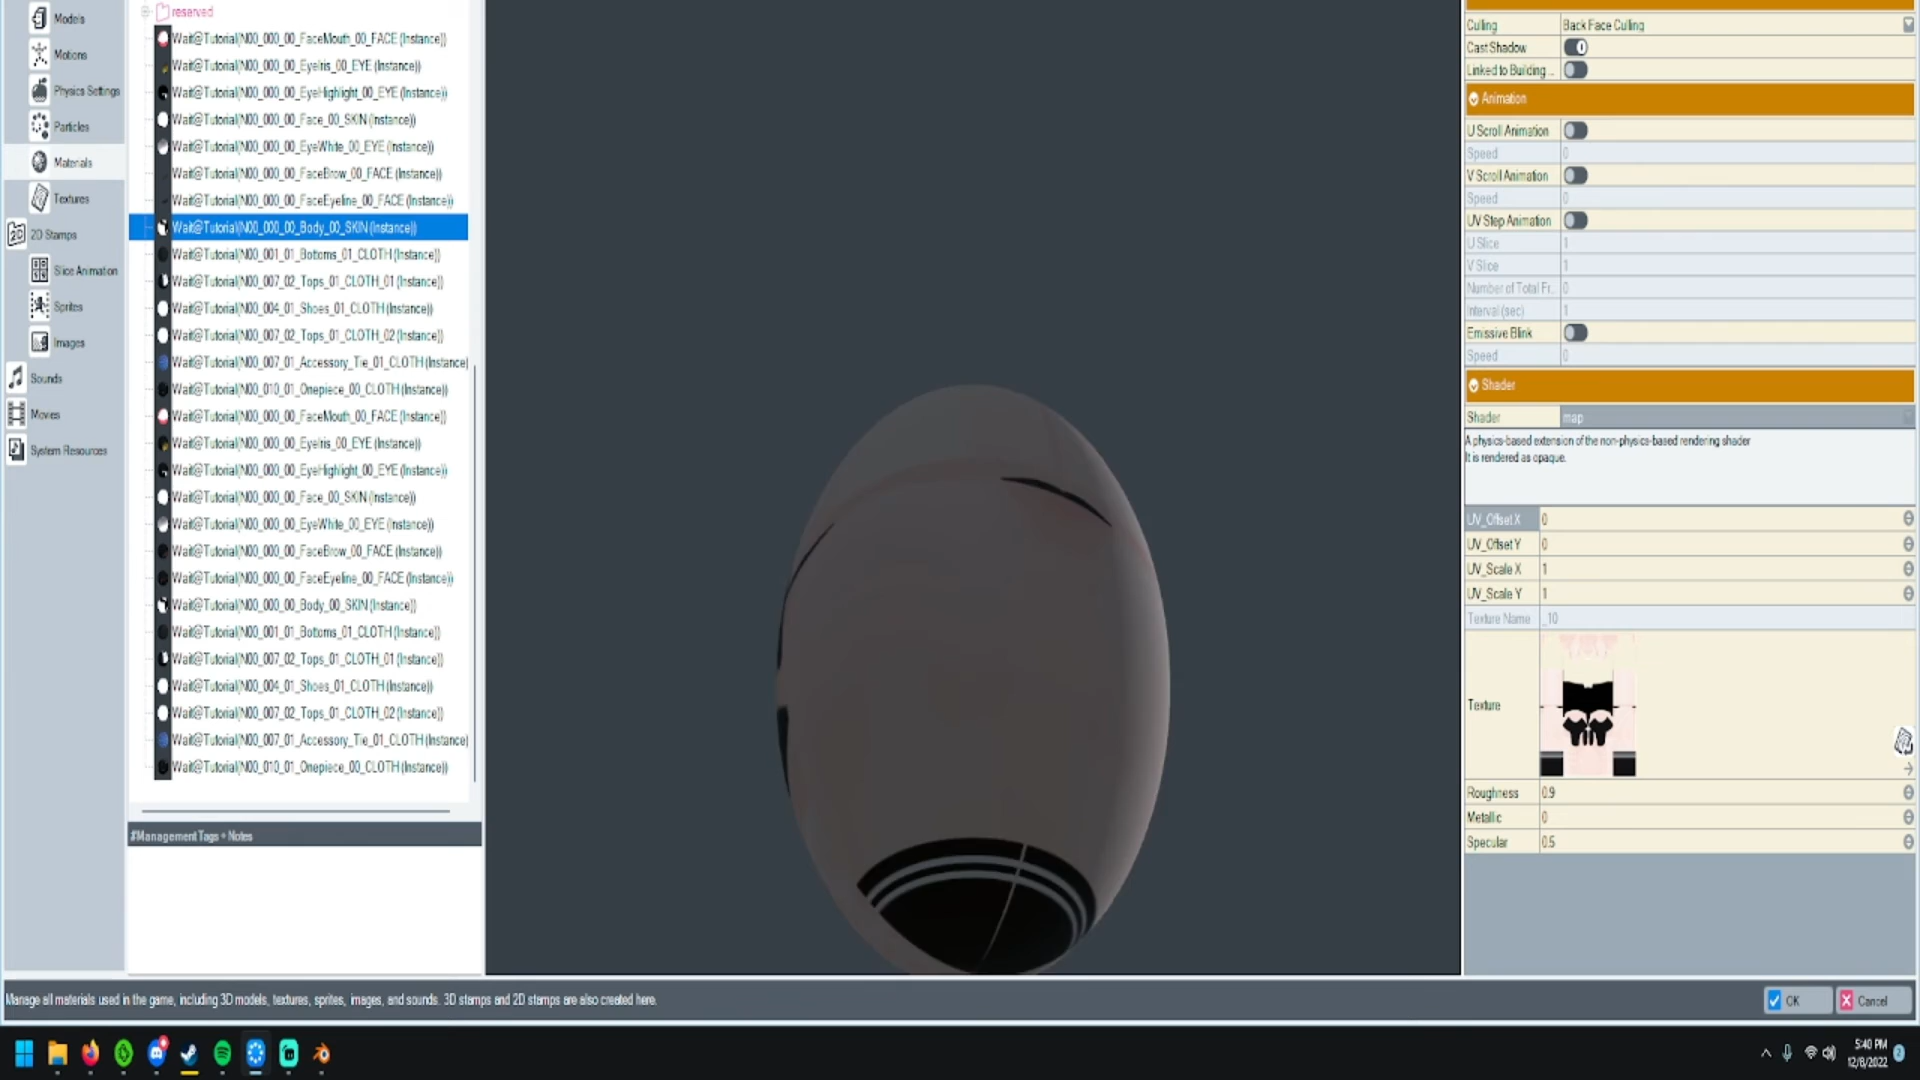 Models
Motions
Physics Settings
Particles
Materials
Textures
2D Stamps
Slice Animation
Sprites
Images
Sounds
Movies
System Resources
reserved
Wait@Tutorial(N00_000_00_FaceMouth_00_FACE (Instance))
Wait@Tutorial(N00_000_00_EyeIris_00_EYE (Instance))
Wait@Tutorial(N00_000_00_EyeHighlight_00_EYE (Instance))
Wait@Tutorial(N00_000_00_Face_00_SKIN (Instance))
Wait@Tutorial(N00_000_00_EyeWhite_00_EYE (Instance))
Wait@Tutorial(N00_000_00_FaceBrow_00_FACE (Instance))
Wait@Tutorial(N00_000_00_FaceEyeline_00_FACE (Instance))
Wait@Tutorial(N00_000_00_Body_00_SKIN (Instance))
Wait@Tutorial(N00_001_01_Bottoms_01_CLOTH (Instance))
Wait@Tutorial(N00_007_02_Tops_01_CLOTH_01 (Instance))
Wait@Tutorial(N00_004_01_Shoes_01_CLOTH (Instance))
Wait@Tutorial(N00_007_02_Tops_01_CLOTH_02 (Instance))
Wait@Tutorial(N00_007_01_Accessory_Tie_01_CLOTH (Instance)
Wait@Tutorial(N00_010_01_Onepiece_00_CLOTH (Instance))
Wait@Tutorial(N00_000_00_FaceMouth_00_FACE (Instance))
Wait@Tutorial(N00_000_00_EyeIris_00_EYE (Instance))
Wait@Tutorial(N00_000_00_EyeHighlight_00_EYE (Instance))
Wait@Tutorial(N00_000_00_Face_00_SKIN (Instance))
Wait@Tutorial(N00_000_00_EyeWhite_00_EYE (Instance))
Wait@Tutorial(N00_000_00_FaceBrow_00_FACE (Instance))
Wait@Tutorial(N00_000_00_FaceEyeline_00_FACE (Instance))
Wait@Tutorial(N00_000_00_Body_00_SKIN (Instance))
Wait@Tutorial(N00_001_01_Bottoms_01_CLOTH (Instance))
Wait@Tutorial(N00_007_02_Tops_01_CLOTH_01 (Instance))
Wait@Tutorial(N00_004_01_Shoes_01_CLOTH (Instance))
Wait@Tutorial(N00_007_02_Tops_01_CLOTH_02 (Instance))
Wait@Tutorial(N00_007_01_Accessory_Tie_01_CLOTH (Instance)
Wait@Tutorial(N00_010_01_Onepiece_00_CLOTH (Instance))
#Management Tags • Notes
Culling Back Face Culling
Cast Shadow
Linked to Building ...
Animation
U Scroll Animation
Speed 0
V Scroll Animation
Speed 0
UV Step Animation
U Slice 1
V Slice 1
Number of Total Fr... 0
Interval (sec) 1
Emissive Blink
Speed 0
Shader
Shader map
A physics-based extension of the non-physics-based rendering shader
It is rendered as opaque.
UV_Offset X 0
UV_Offset Y 0
UV_Scale X 1
UV_Scale Y 1
Texture Name _10
Texture
Roughness 0.9
Metallic 0
Specular 0.5
Manage all materials used in the game, including 3D models, textures, sprites, images, and sounds. 3D stamps and 2D stamps are also created here.
OK
Cancel
5:40 PM
12/8/2022
2